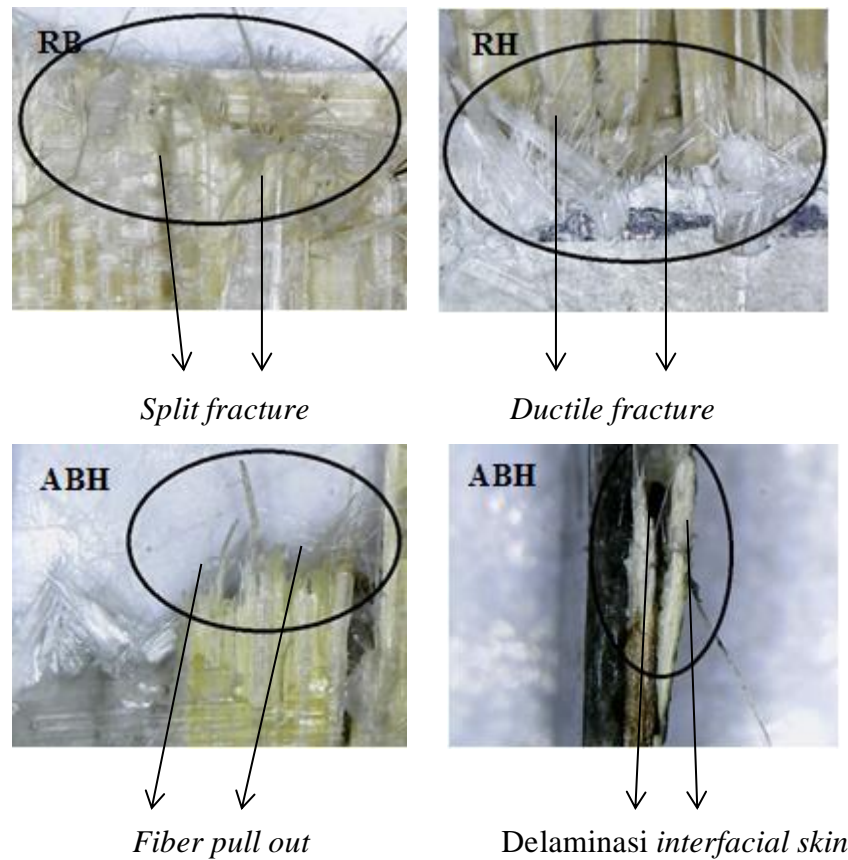 RB
RH
Split fracture
Ductile fracture
ABH
ABH
Fiber pull out
Delaminasi interfacial skin